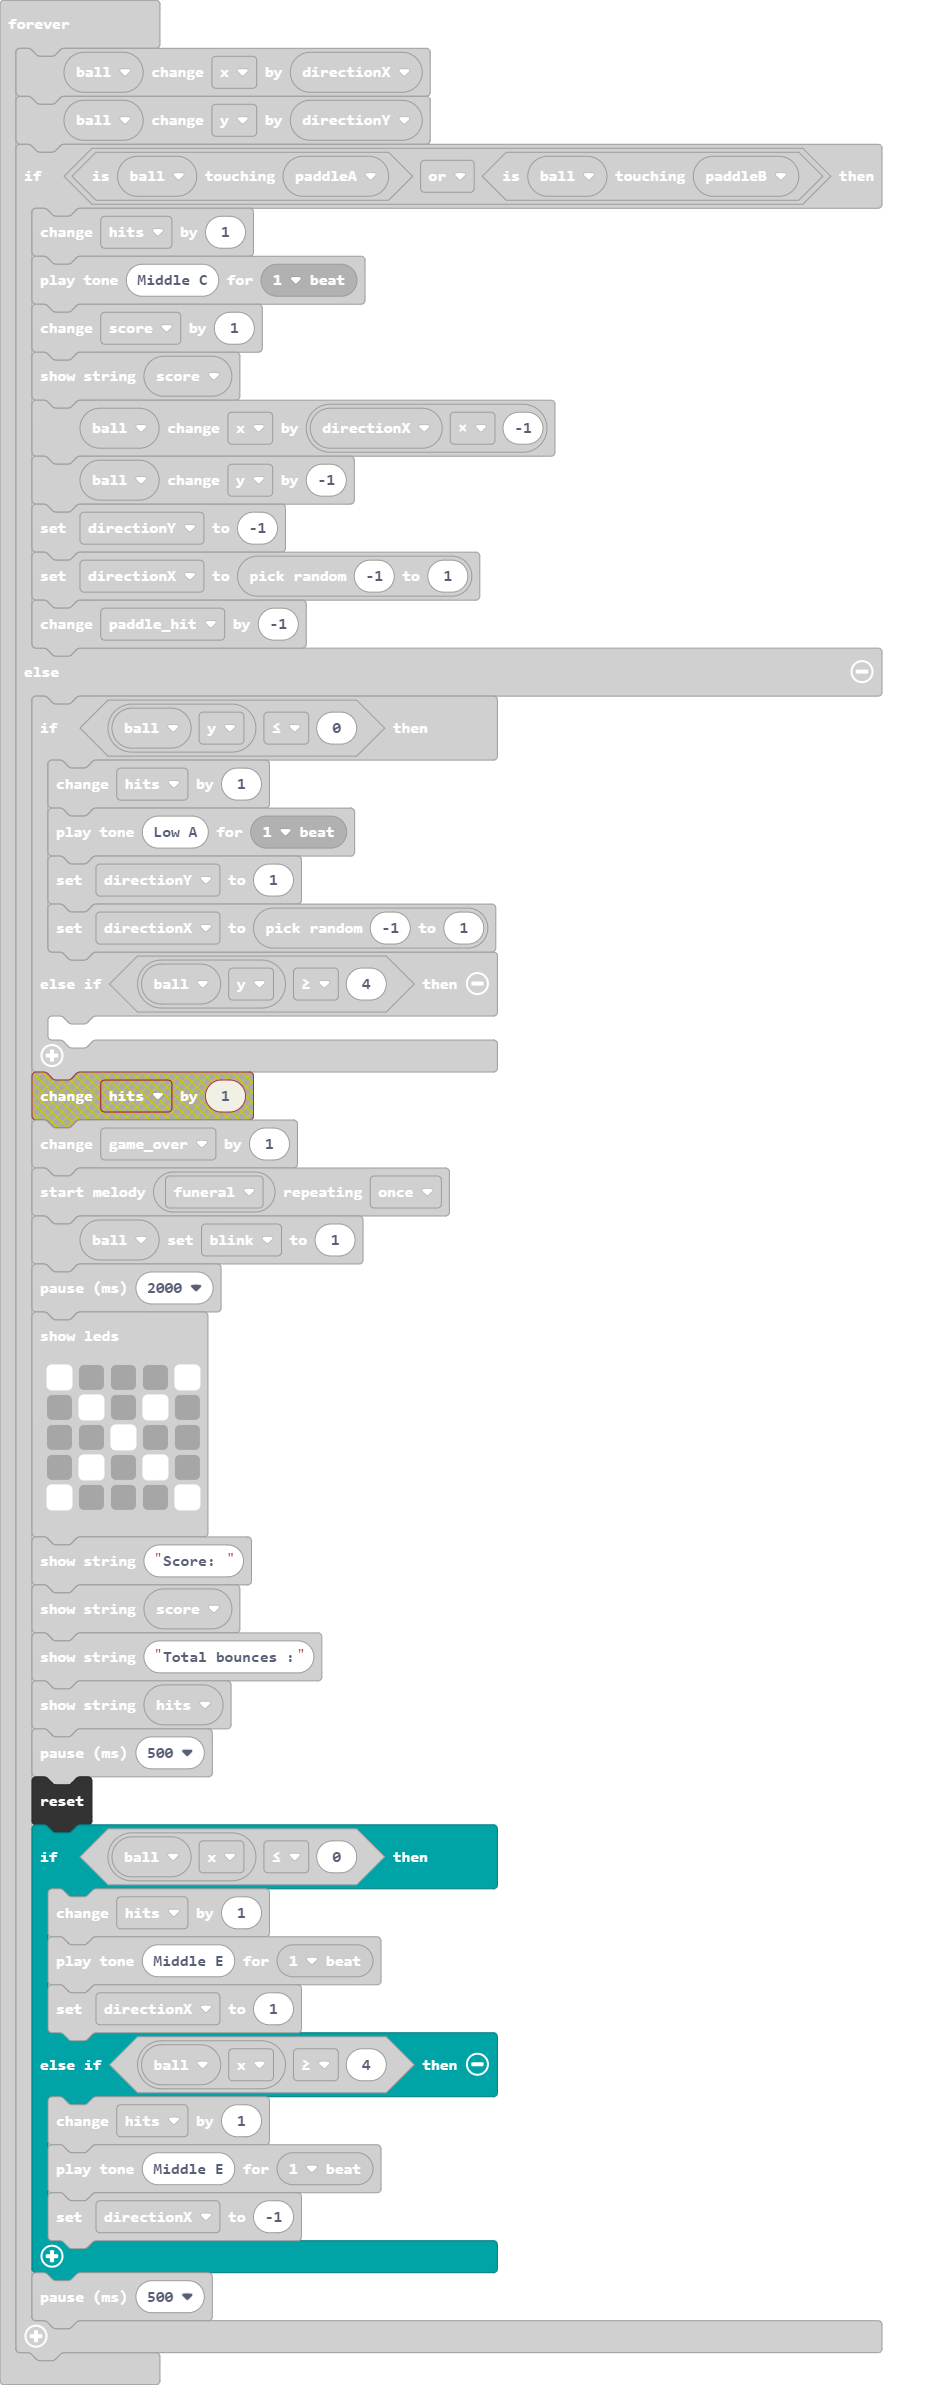 forever
ball change x by directionX
ball change y by directionY
if is ball touching paddleA or is ball touching paddleB then
change hits by 1
play tone Middle C for 1 beat
change score by 1
show string score
ball change x by directionX × -1
ball change y by -1
set directionY to -1
set directionX to pick random -1 to 1
change paddle_hit by -1
else
if ball y ≤ 0 then
change hits by 1
play tone Low A for 1 beat
set directionY to 1
set directionX to pick random -1 to 1
else if ball y ≥ 4 then
change hits by 1
change game_over by 1
start melody funeral repeating once
ball set blink to 1
pause (ms) 2000
show leds
show string "Score: "
show string score
show string "Total bounces :"
show string hits
pause (ms) 500
reset
if ball x ≤ 0 then
change hits by 1
play tone Middle E for 1 beat
set directionX to 1
else if ball x ≥ 4 then
change hits by 1
play tone Middle E for 1 beat
set directionX to -1
pause (ms) 500